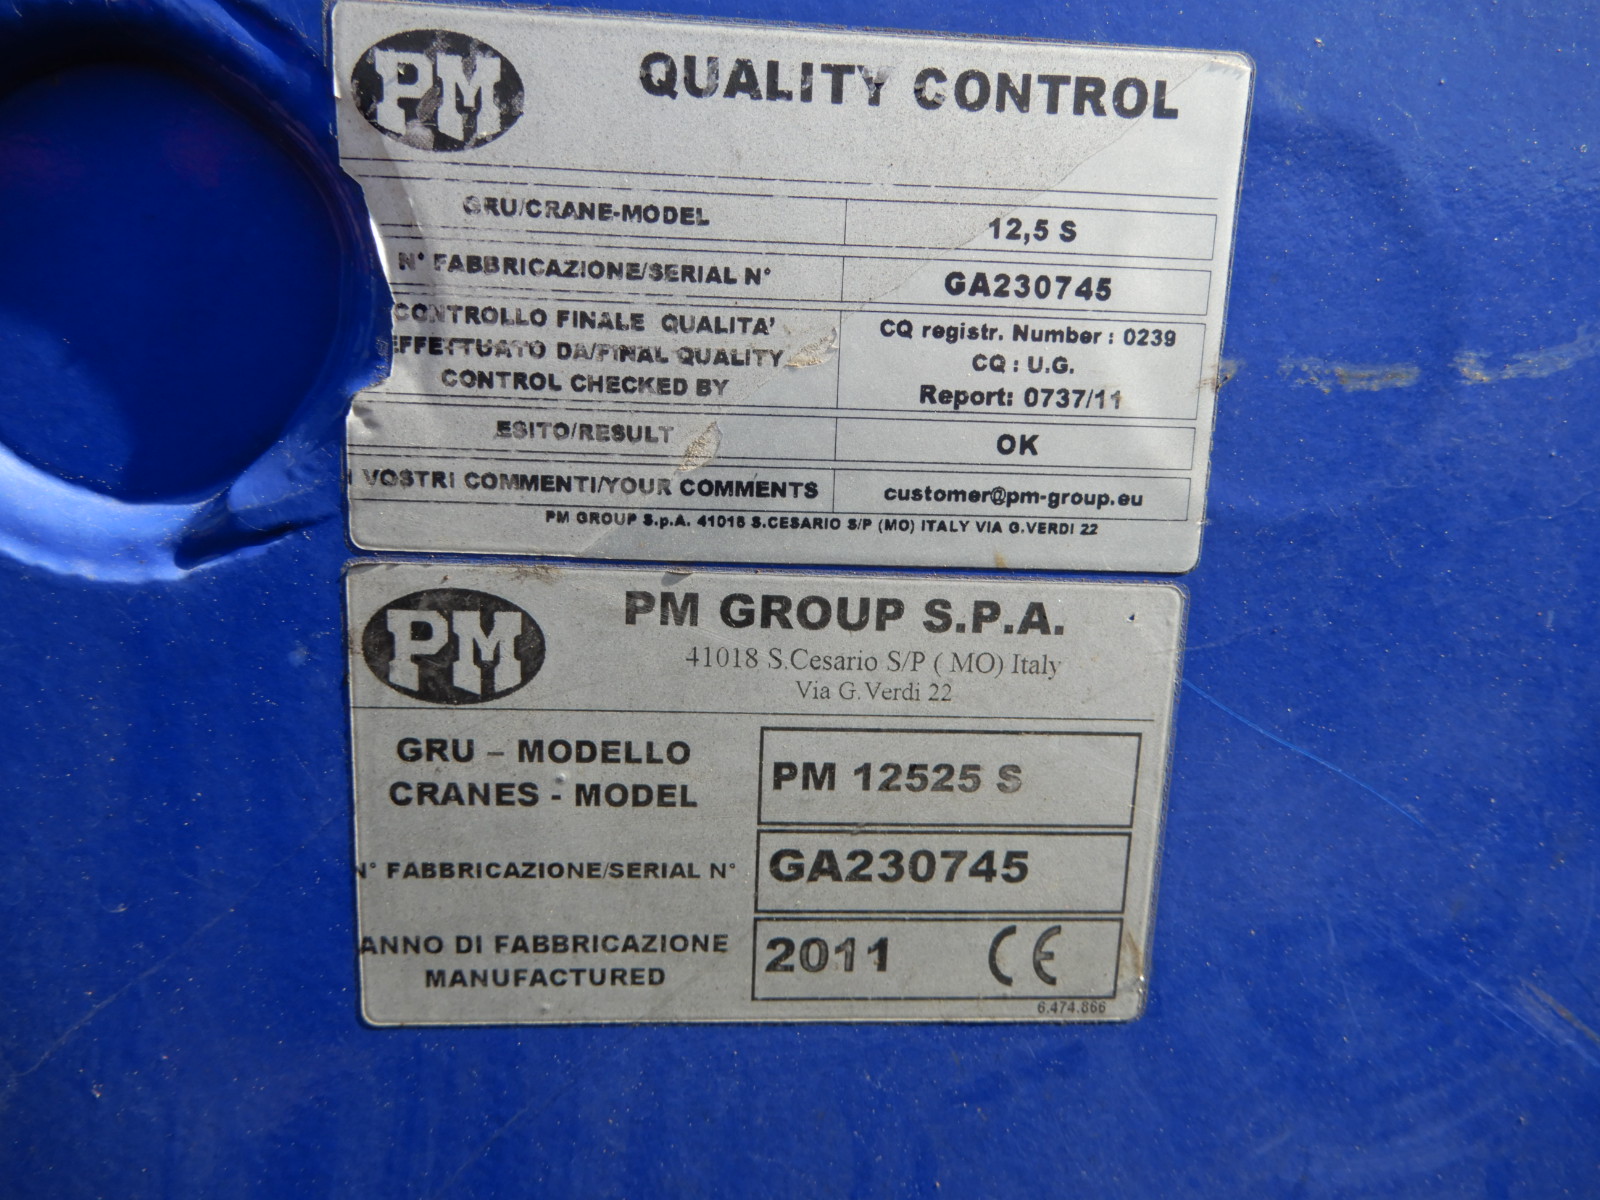 PM
QUALITY CONTROL
GRU/CRANE-MODEL 12,5 S
N° FABBRICAZIONE/SERIAL N° GA230745
CONTROLLO FINALE QUALITA'
EFFETTUATO DA/FINAL QUALITY
CONTROL CHECKED BY
CQ registr. Number : 0239
CQ : U.G.
Report: 0737/11
ESITO/RESULT OK
I VOSTRI COMMENTI/YOUR COMMENTS customer@pm-group.eu
PM GROUP S.p.A. 41018 S.CESARIO S/P (MO) ITALY VIA G.VERDI 22
PM
PM GROUP S.P.A.
41018 S.Cesario S/P ( MO) Italy
Via G.Verdi 22
GRU – MODELLO
CRANES - MODEL
PM 12525 S
N° FABBRICAZIONE/SERIAL N° GA230745
ANNO DI FABBRICAZIONE
MANUFACTURED
2011 CE
6.474.866